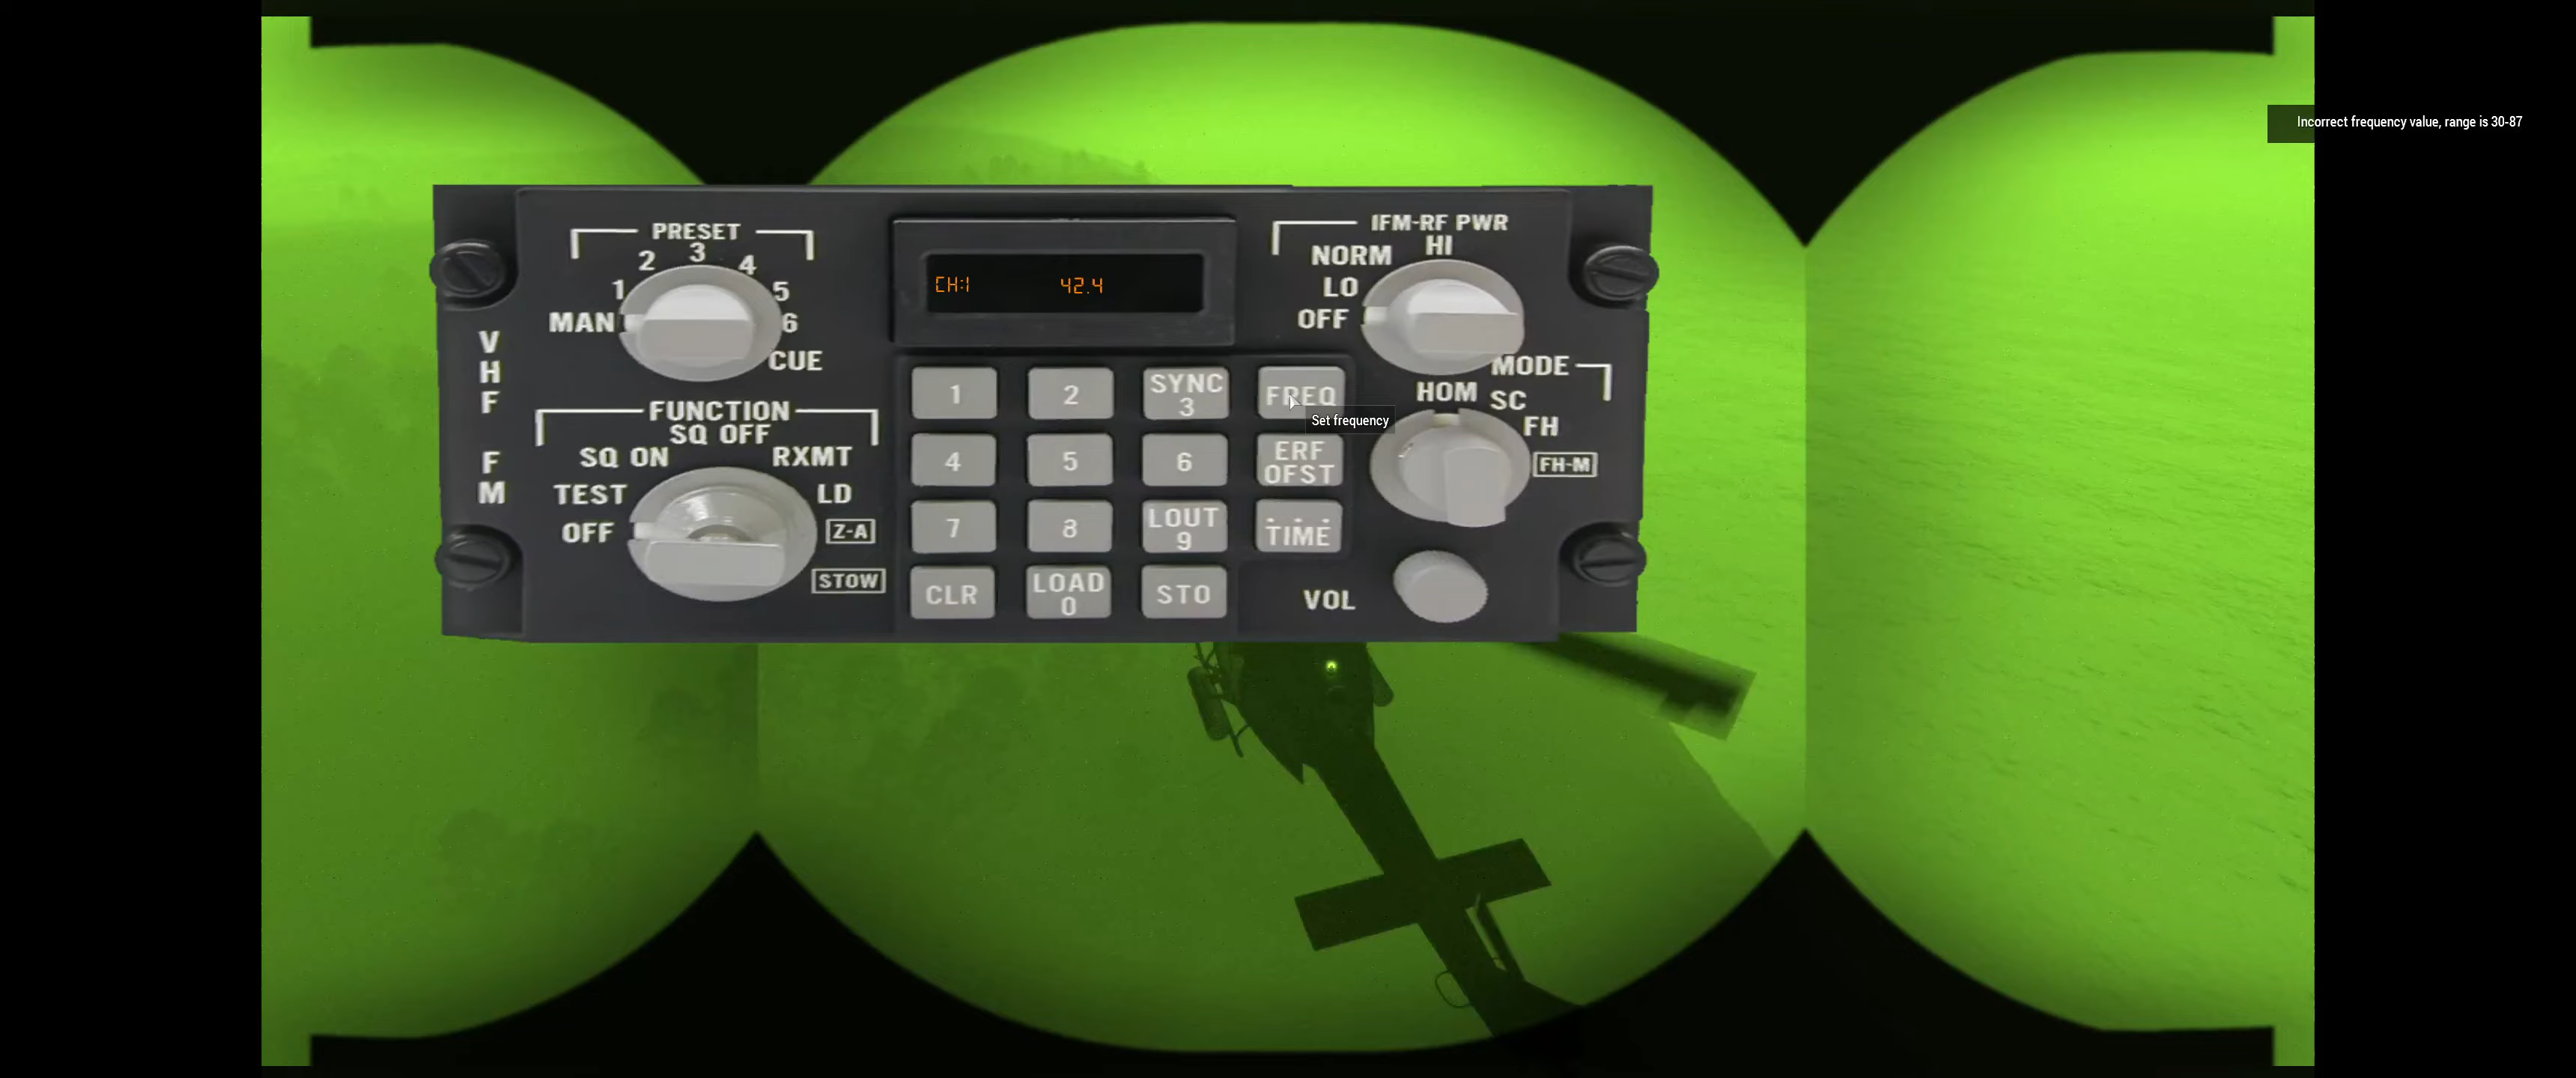 Incorrect frequency value, range is 30-87
PRESET
MAN
1
2
3
4
5
6
CUE
CH:1 42.4
IFM-RF PWR
OFF
LO
NORM
HI
VHF FM
FUNCTION
OFF
TEST
SQ ON
SQ OFF
RXMT
LD
Z-A
STOW
1 2 SYNC 3 FREQ
Set frequency
4 5 6 ERF OFST
7 8 LOUT 9 TIME
CLR LOAD 0 STO
MODE
HOM
SC
FH
FH-M
VOL